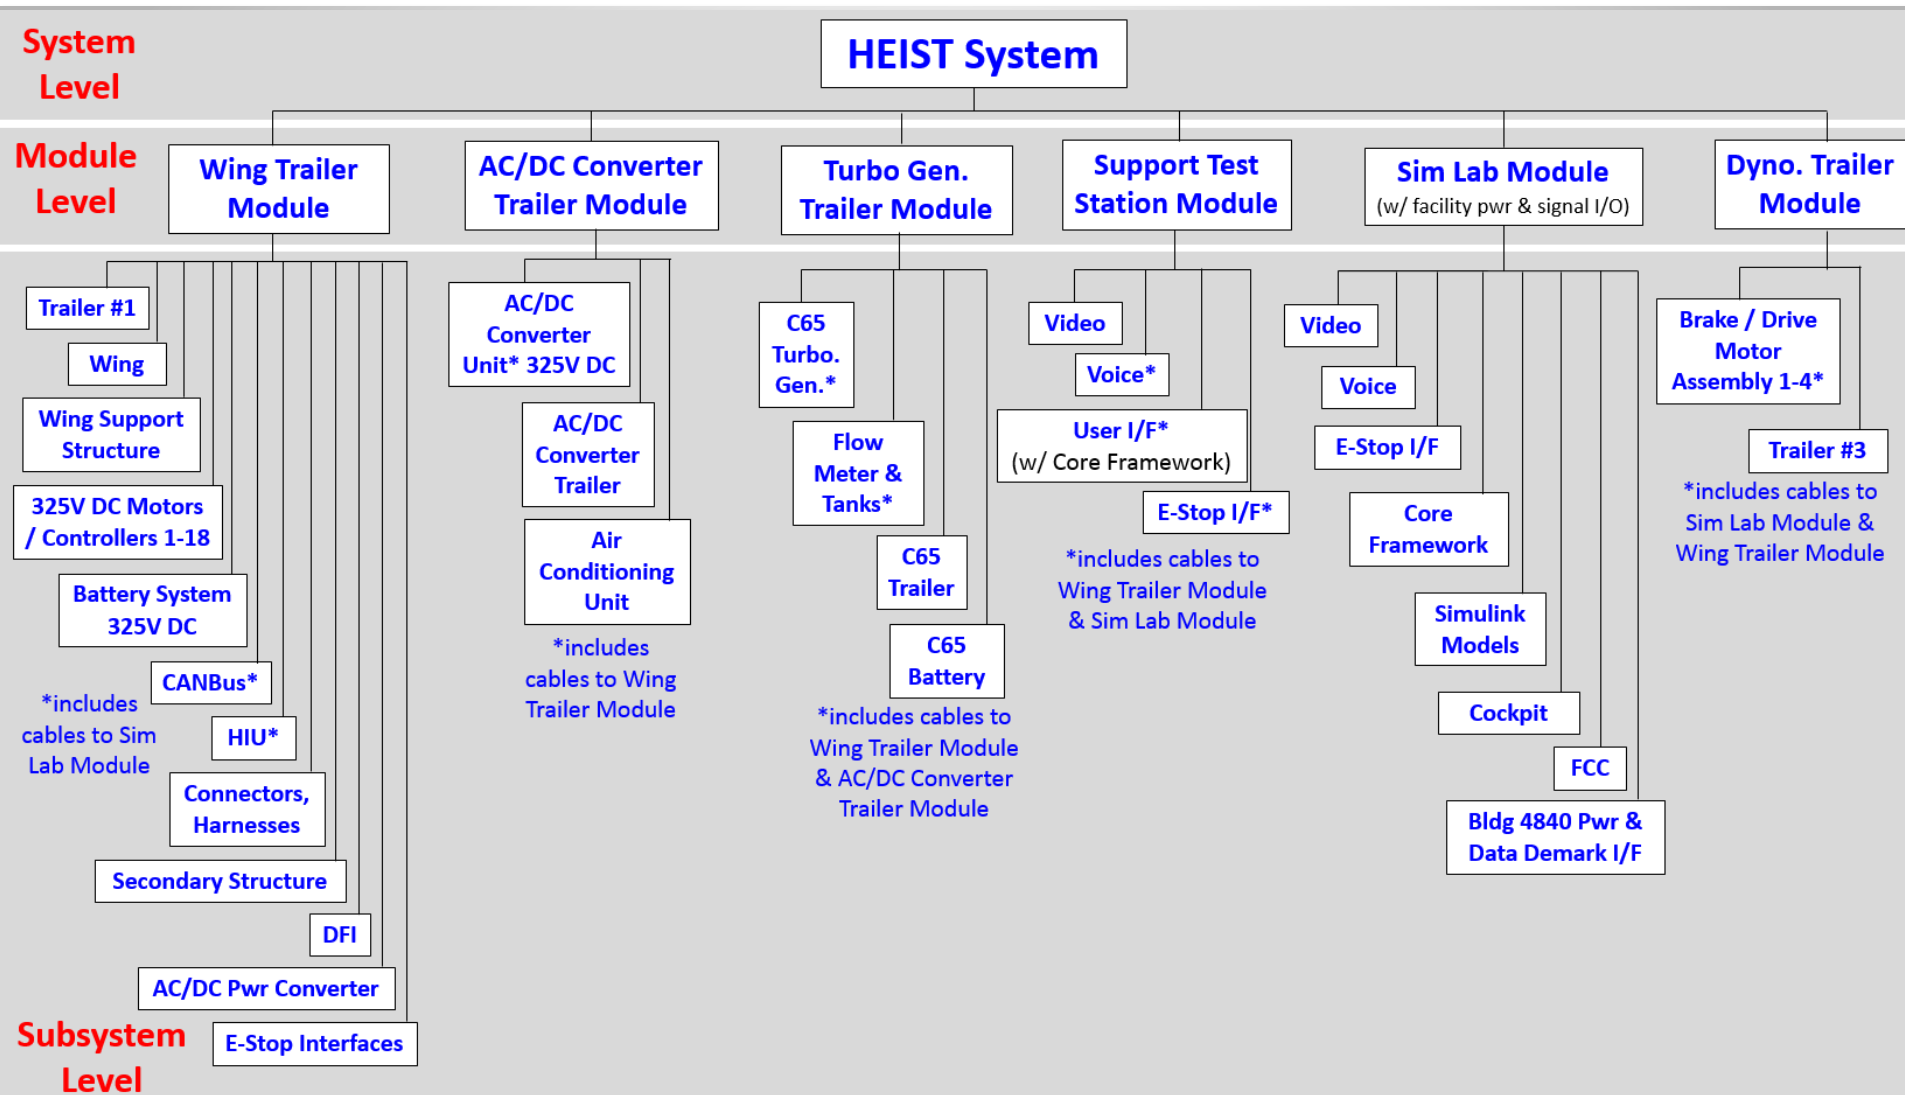 System
Level
HEIST System
Module
Level
Wing Trailer
Module
AC/DC Converter
Trailer Module
Turbo Gen.
Trailer Module
Support Test
Station Module
Sim Lab Module
(w/ facility pwr & signal I/O)
Dyno. Trailer
Module
Trailer #1
Wing
Wing Support
Structure
325V DC Motors
/ Controllers 1-18
Battery System
325V DC
CANBus*
*includes
cables to Sim
Lab Module
HIU*
Connectors,
Harnesses
Secondary Structure
DFI
AC/DC Pwr Converter
E-Stop Interfaces
AC/DC
Converter
Unit* 325V DC
AC/DC
Converter
Trailer
Air
Conditioning
Unit
*includes
cables to Wing
Trailer Module
C65
Turbo.
Gen.*
Flow
Meter &
Tanks*
C65
Trailer
C65
Battery
*includes cables to
Wing Trailer Module
& AC/DC Converter
Trailer Module
Video
Voice*
User I/F*
(w/ Core Framework)
E-Stop I/F*
*includes cables to
Wing Trailer Module
& Sim Lab Module
Video
Voice
E-Stop I/F
Core
Framework
Simulink
Models
Cockpit
FCC
Bldg 4840 Pwr &
Data Demark I/F
Brake / Drive
Motor
Assembly 1-4*
Trailer #3
*includes cables to
Sim Lab Module &
Wing Trailer Module
Subsystem
Level